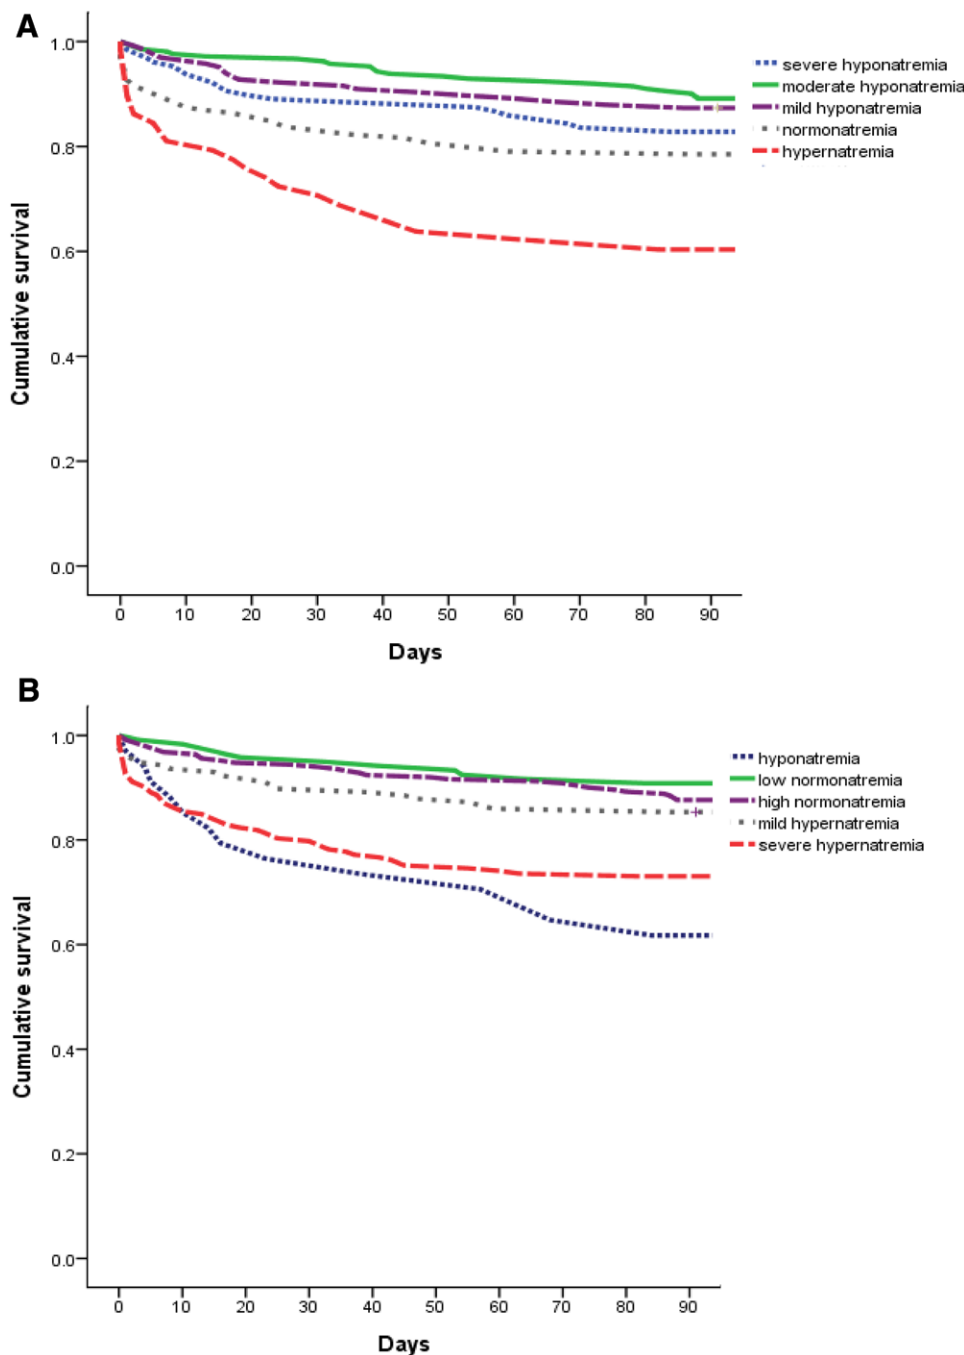 A
1.0
0.8
0.6
0.4
0.2
0.0
Cumulative survival
0 10 20 30 40 50 60 70 80 90
Days
severe hyponatremia
moderate hyponatremia
mild hyponatremia
normonatremia
hypernatremia
B
1.0
0.8
0.6
0.4
0.2
0.0
Cumulative survival
0 10 20 30 40 50 60 70 80 90
Days
hyponatremia
low normonatremia
high normonatremia
mild hypernatremia
severe hypernatremia